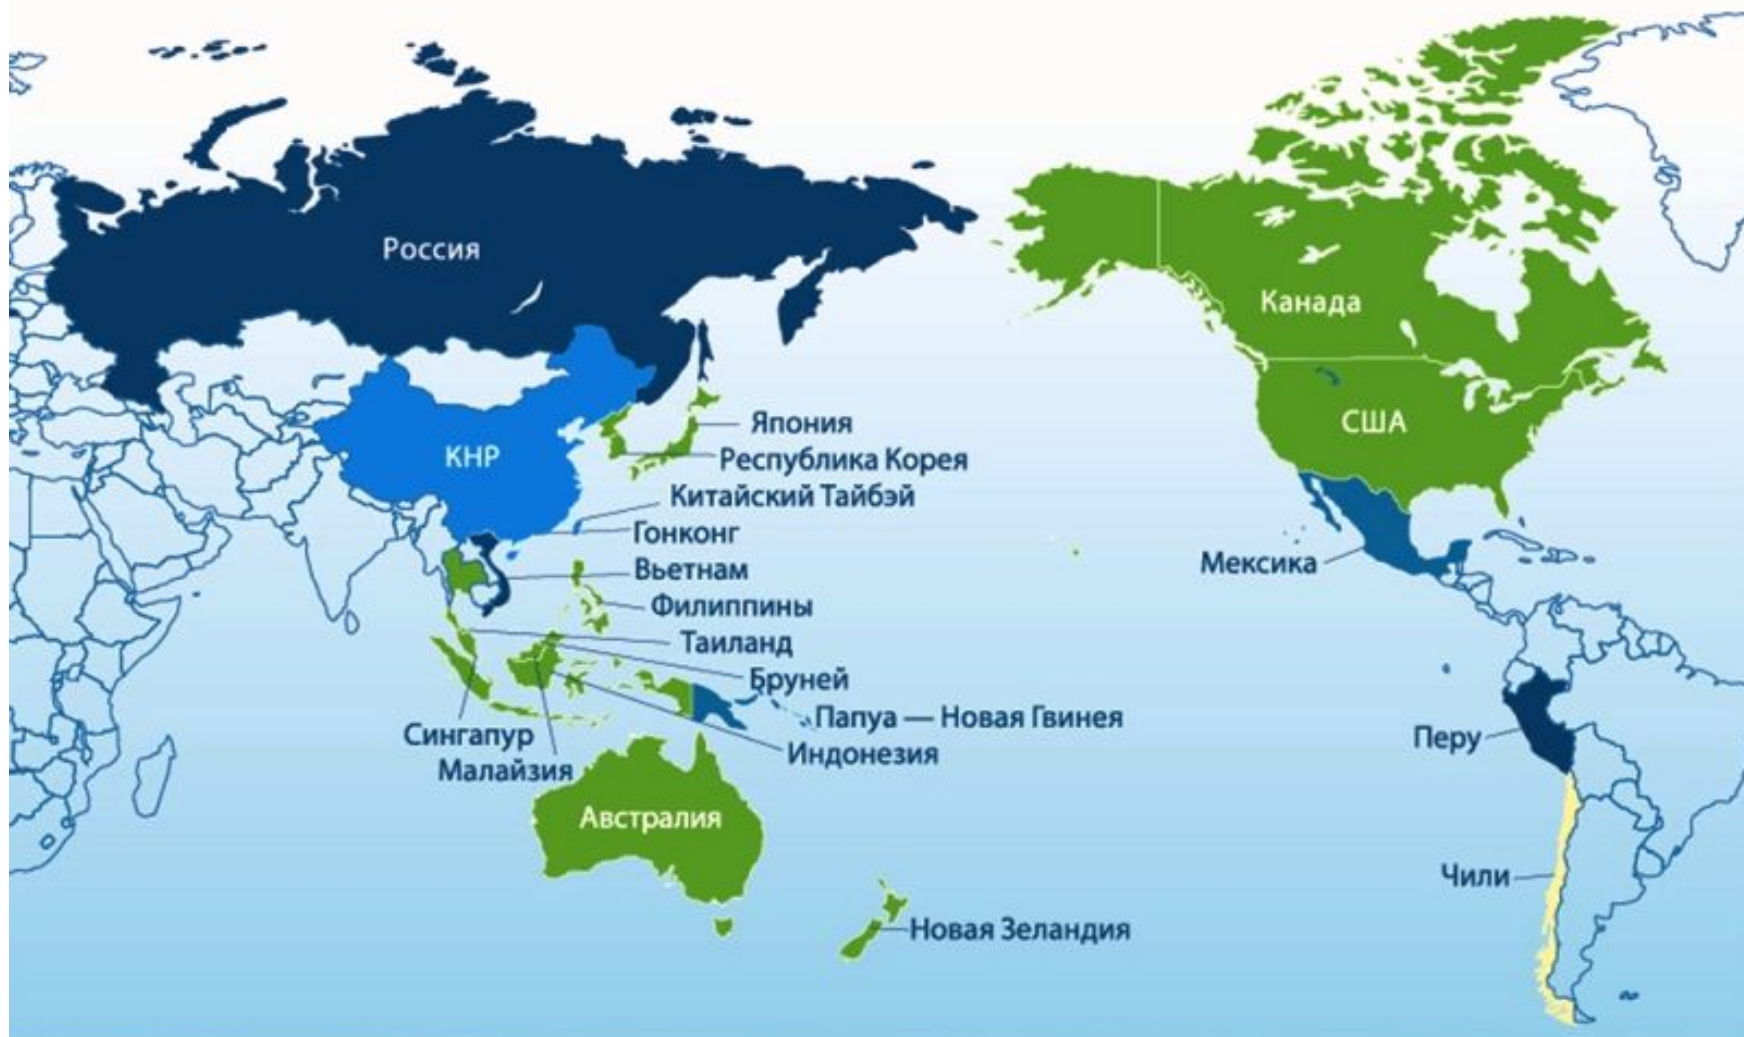 Россия
Канада
США
КНР
Япония
Республика Корея
Китайский Тайбэй
Гонконг
Вьетнам
Мексика
Филиппины
Таиланд
Бруней
Папуа — Новая Гвинея
Сингапур
Индонезия
Малайзия
Перу
Австралия
Чили
Новая Зеландия